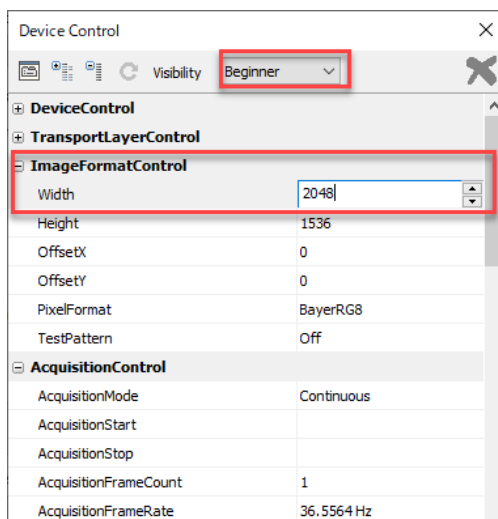 Device Control
Visibility Beginner
DeviceControl
TransportLayerControl
ImageFormatControl
Width 2048
Height 1536
OffsetX 0
OffsetY 0
PixelFormat BayerRG8
TestPattern Off
AcquisitionControl
AcquisitionMode Continuous
AcquisitionStart
AcquisitionStop
AcquisitionFrameCount 1
AcquisitionFrameRate 36.5564 Hz